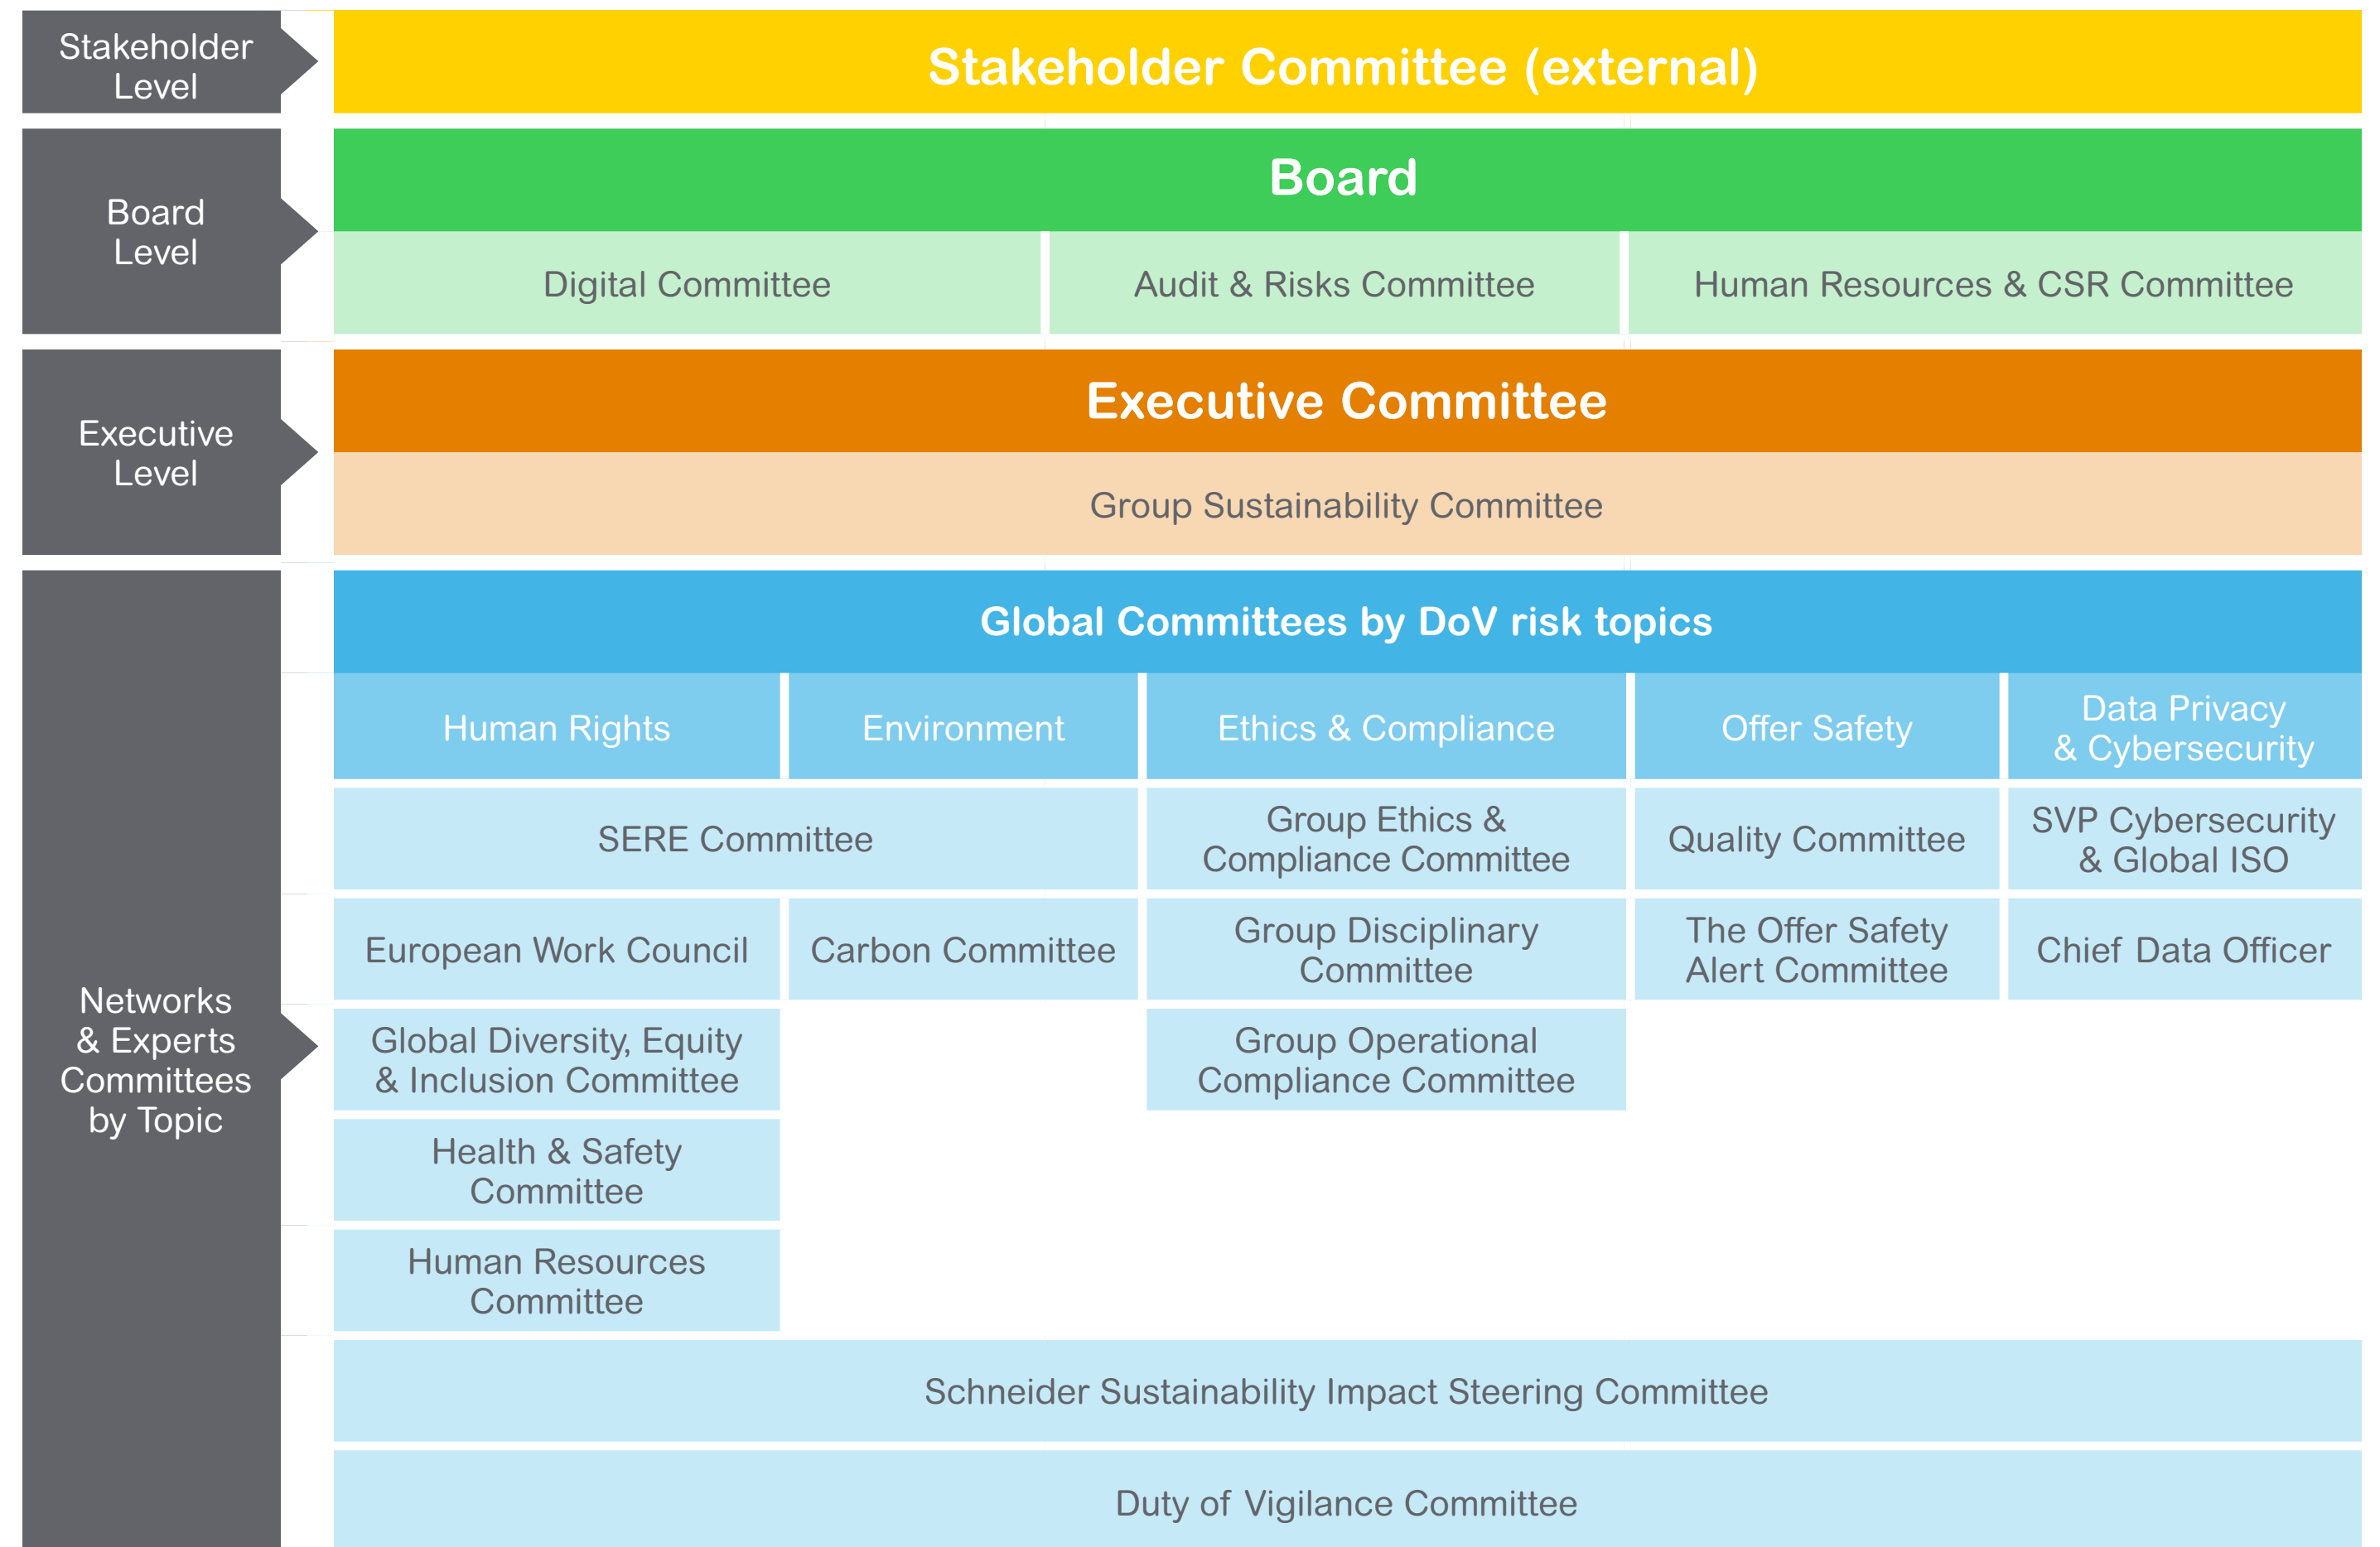 Stakeholder
Level
Stakeholder Committee (external)
Board
Level
Board
Digital Committee
Audit & Risks Committee
Human Resources & CSR Committee
Executive
Level
Executive Committee
Group Sustainability Committee
Networks
& Experts
Committees
by Topic
Global Committees by DoV risk topics
Human Rights
Environment
Ethics & Compliance
Offer Safety
Data Privacy
& Cybersecurity
SERE Committee
Group Ethics &
Compliance Committee
Quality Committee
SVP Cybersecurity
& Global ISO
European Work Council
Carbon Committee
Group Disciplinary
Committee
The Offer Safety
Alert Committee
Chief Data Officer
Global Diversity, Equity
& Inclusion Committee
Group Operational
Compliance Committee
Health & Safety
Committee
Human Resources
Committee
Schneider Sustainability Impact Steering Committee
Duty of Vigilance Committee